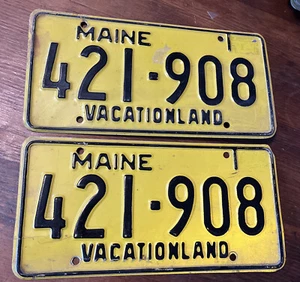 MAINE
421-908
VACATIONLAND
MAINE
421-908
VACATIONLAND